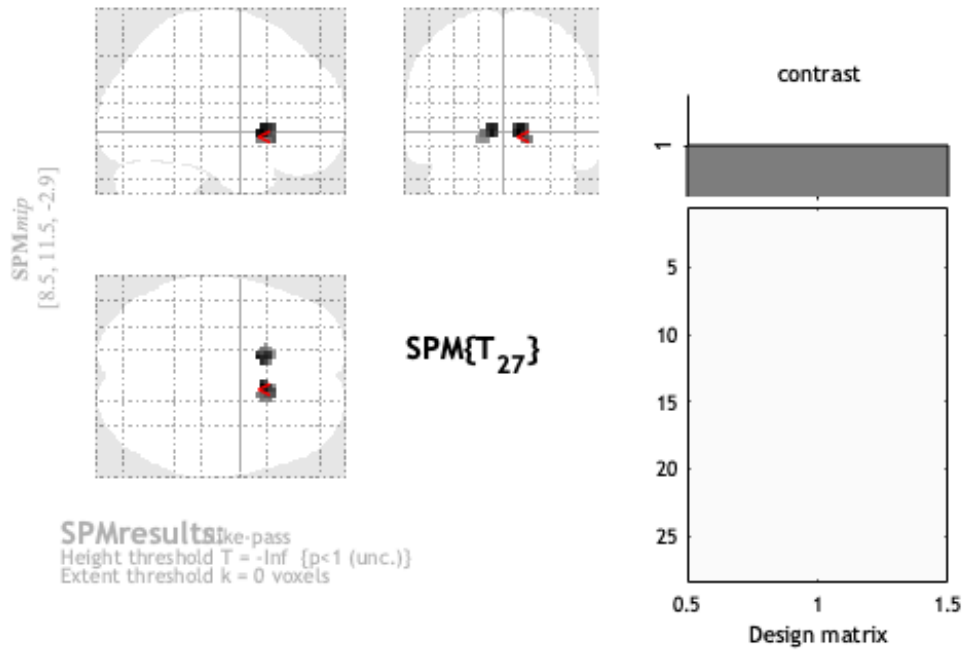 contrast
1
SPMmip
[8.5, 11.5, -2.9]
SPM{T27}
5
10
15
20
25
0.5 1 1.5
Design matrix
SPMresults:
Height threshold T = -Inf {p<1 (unc.)}
Extent threshold k = 0 voxels